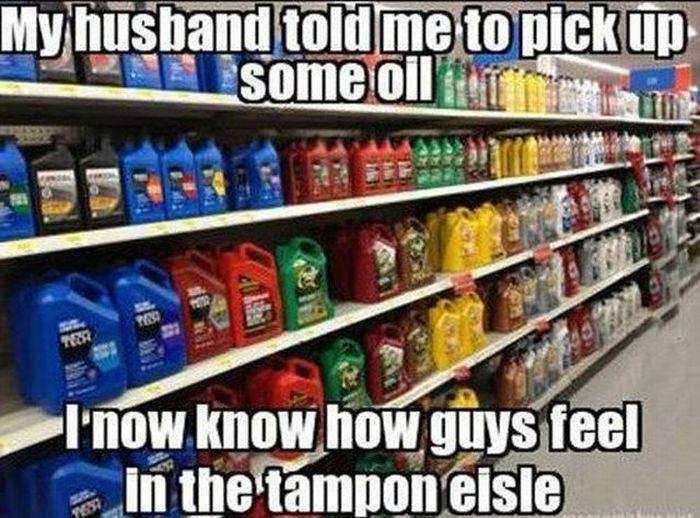 My husband told me to pick up
some oil
I now know how guys feel
in the tampon eisle